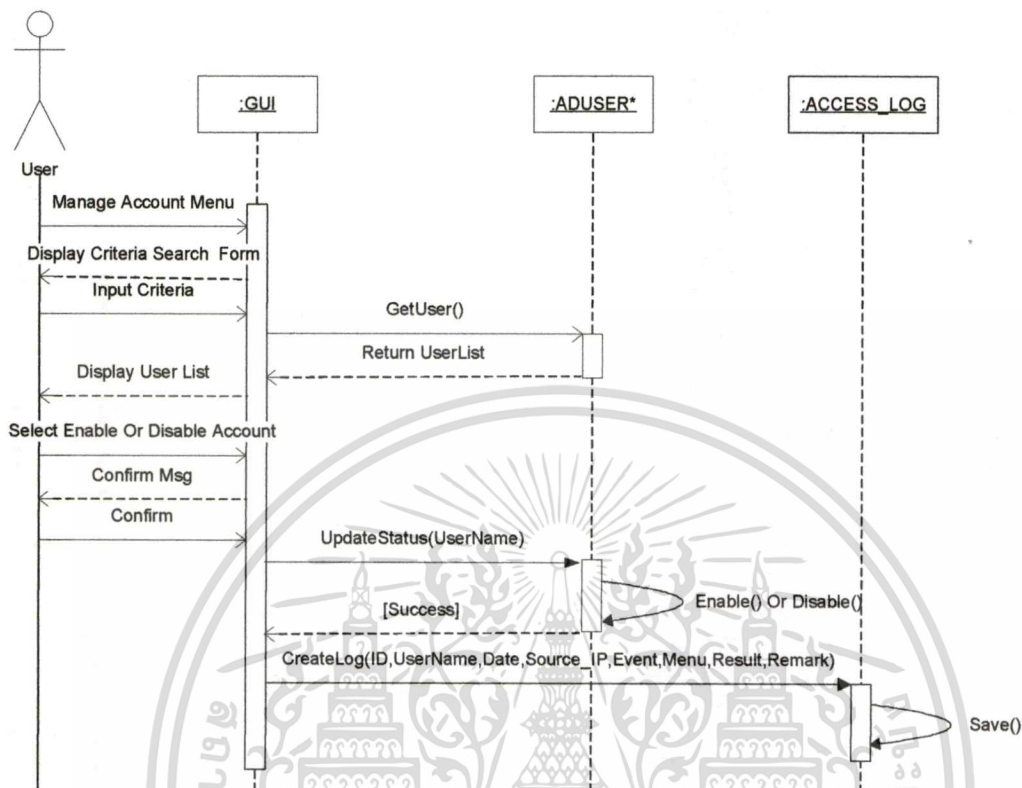 :GUI
:ADUSER*
:ACCESS_LOG
User
Manage Account Menu
Display Criteria Search Form
Input Criteria
GetUser()
Return UserList
Display User List
Select Enable Or Disable Account
Confirm Msg
Confirm
UpdateStatus(UserName)
Enable() Or Disable()
[Success]
CreateLog(ID,UserName,Date,Source_IP,Event,Menu,Result,Remark)
Save()